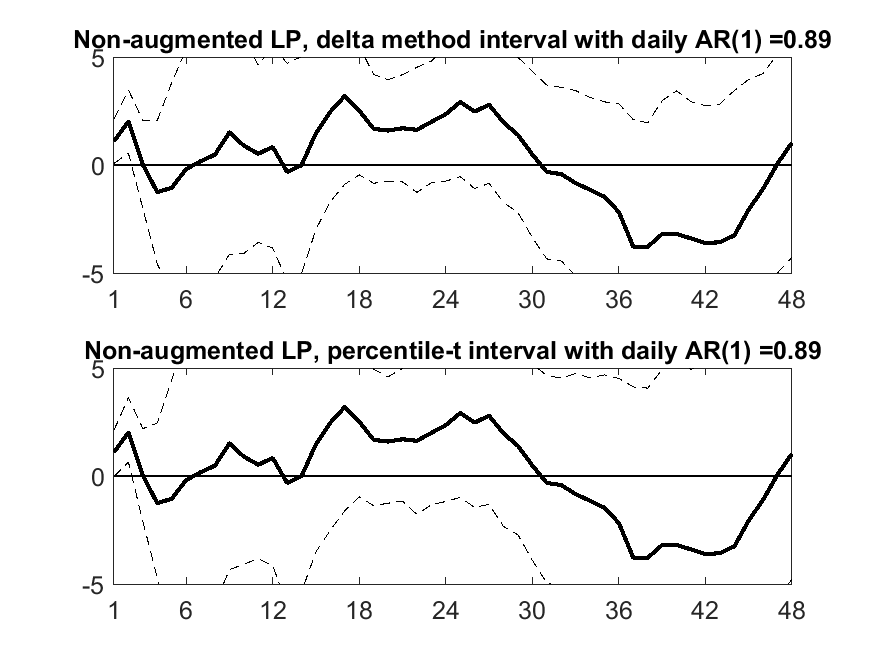 Non-augmented LP, delta method interval with daily AR(1) =0.89
5
0
-5
1 6 12 18 24 30 36 42 48
Non-augmented LP, percentile-t interval with daily AR(1) =0.89
5
0
-5
1 6 12 18 24 30 36 42 48